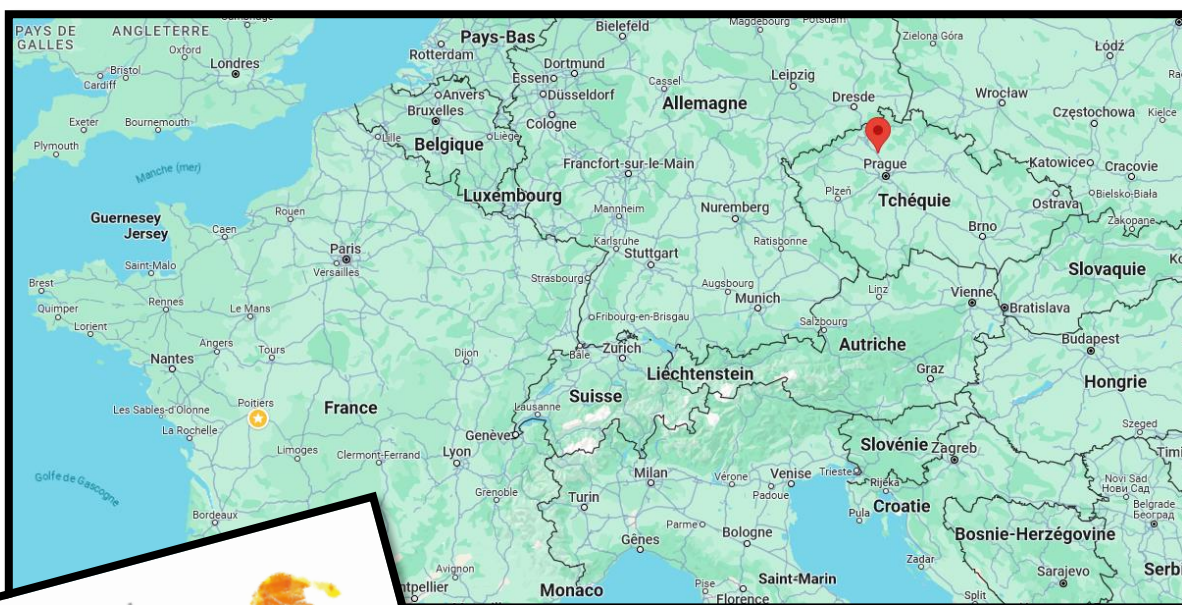 PAYS DE
GALLES
ANGLETERRE
Oxford
Londres
Bristol
Cardiff
Exeter
Bournemouth
Plymouth
Manche (mer)
Guernesey
Jersey
Pays-Bas
Rotterdam
Anvers
Bruxelles
Belgique
Lille
Liège
Luxembourg
Bielefeld
Dortmund
Essen
Düsseldorf
Cologne
Cassel
Allemagne
Magdebourg
Potsdam
Leipzig
Dresde
Zielona Góra
Łódź
Wrocław
Częstochowa
Kielce
Katowice
Cracovie
Bielsko-Biała
Ostrava
Zakopane
Francfort-sur-le-Main
Mannheim
Nuremberg
Karlsruhe
Stuttgart
Ratisbonne
Augsbourg
Munich
Prague
Plzeň
Tchéquie
Brno
Slovaquie
Linz
Vienne
Bratislava
Salzbourg
Autriche
Graz
Budapest
Hongrie
Szeged
Rouen
Caen
Paris
Versailles
Saint-Malo
Brest
Quimper
Rennes
Lorient
Le Mans
Angers
Tours
Nantes
Strasbourg
Fribourg-en-Brisgau
Dijon
Bâle
Zurich
Liechtenstein
Suisse
Lausanne
Genève
Les Sables-d'Olonne
Poitiers
France
La Rochelle
Limoges
Clermont-Ferrand
Lyon
Golfe de Gascogne
Bordeaux
Grenoble
Turin
Milan
Vérone
Venise
Padoue
Trieste
Slovénie
Zagreb
Rijeka
Pula
Croatie
Parme
Bologne
Gênes
Avignon
Monaco
Pise
Florence
Saint-Marin
Zadar
Split
Bosnie-Herzégovine
Sarajevo
Novi Sad
Нови Сад
Belgrade
Београд